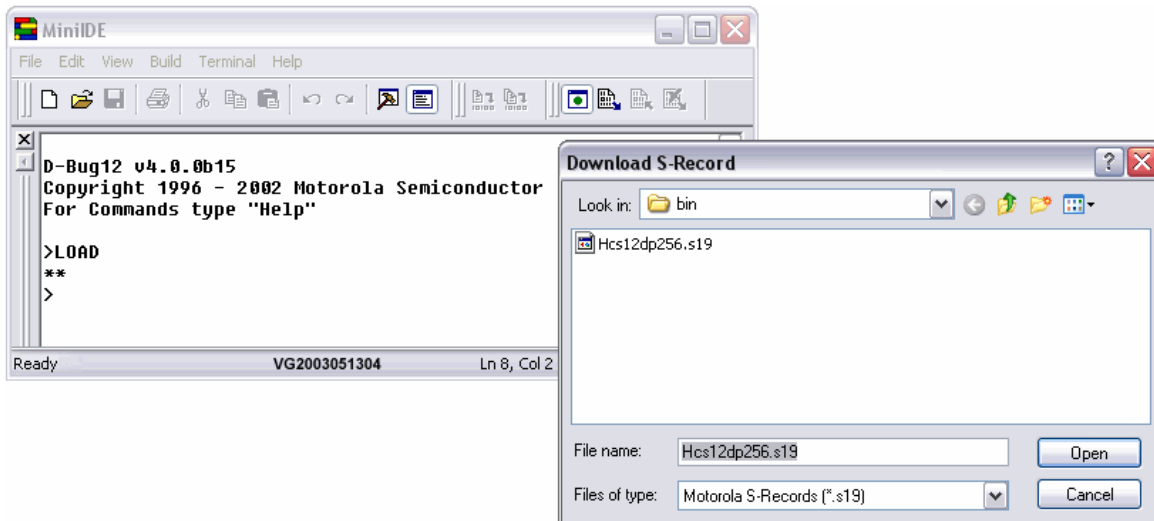 MiniIDE
File Edit View Build Terminal Help
D-Bug12 v4.0.0b15
Copyright 1996 - 2002 Motorola Semiconductor
For Commands type "Help"
>LOAD
**
>
Ready VG2003051304 Ln 8, Col 2
Download S-Record
Look in: bin
Hcs12dp256.s19
File name: Hcs12dp256.s19 Open
Files of type: Motorola S-Records (*.s19) Cancel